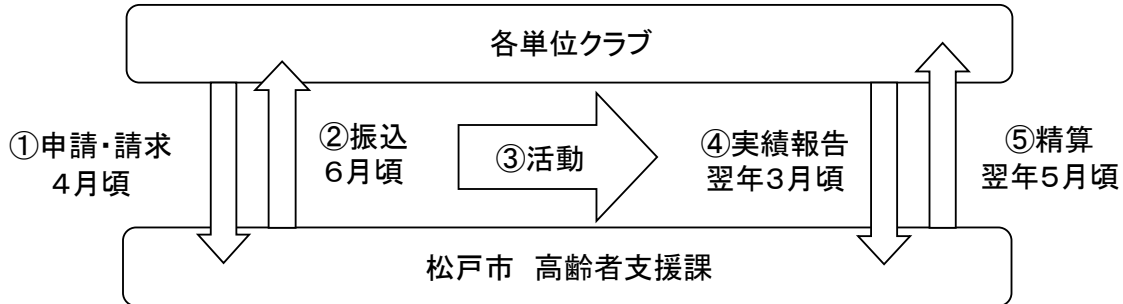 各単位クラブ
①申請・請求
４月頃
②振込
６月頃
③活動
④実績報告
翌年３月頃
⑤精算
翌年５月頃
松戸市　高齢者支援課